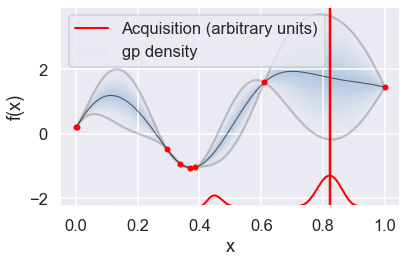 Acquisition (arbitrary units)
gp density
f(x)
2
0
−2
0.0 0.2 0.4 0.6 0.8 1.0
x